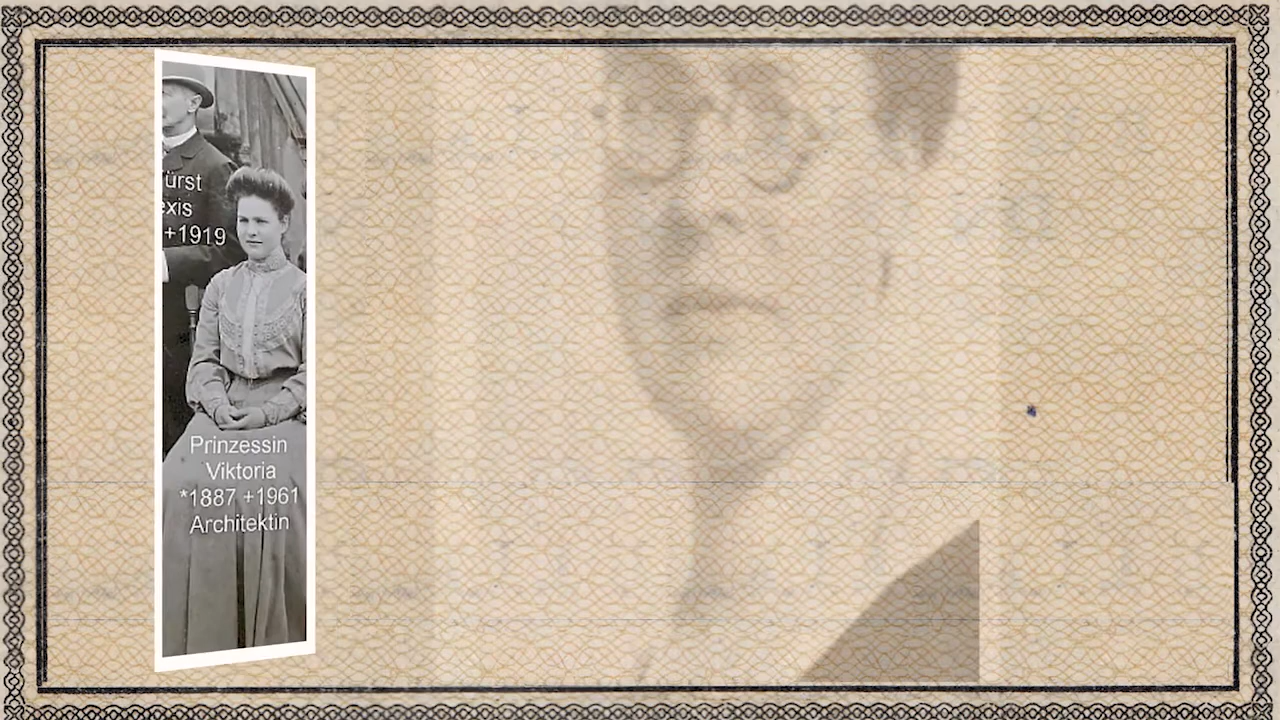 ürst
exis
+1919
Prinzessin
Viktoria
*1887 +1961
Architektin